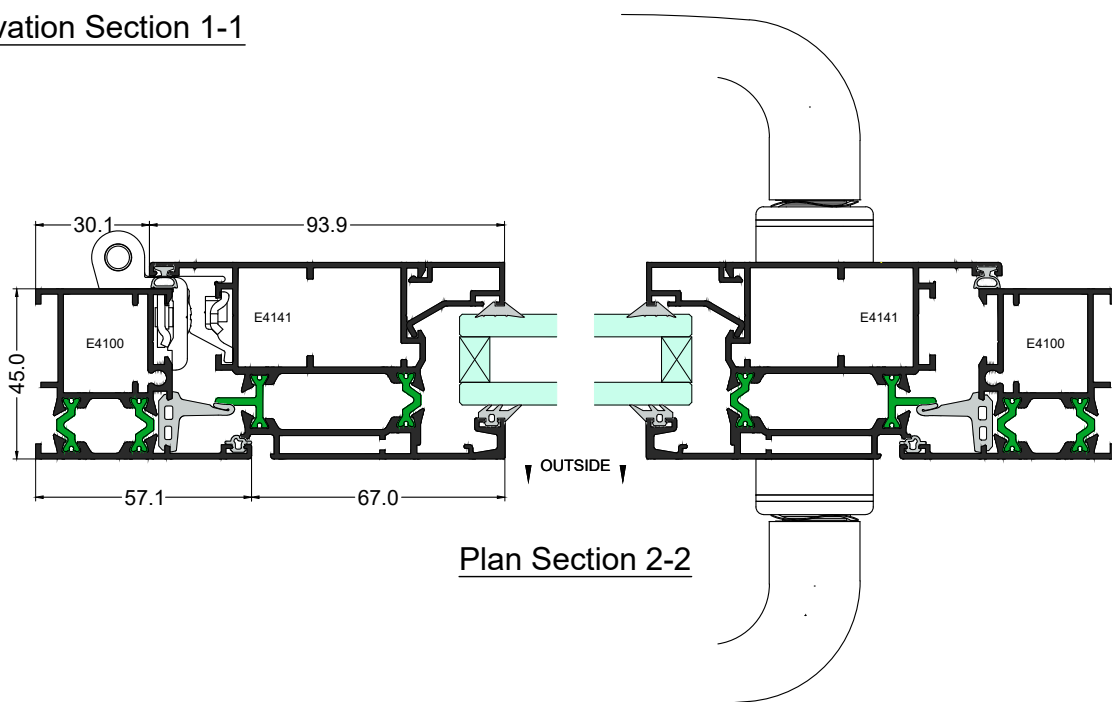 vation Section 1-1
30.1
93.9
E4141
E4141
E4100
E4100
45.0
OUTSIDE
57.1
67.0
Plan Section 2-2